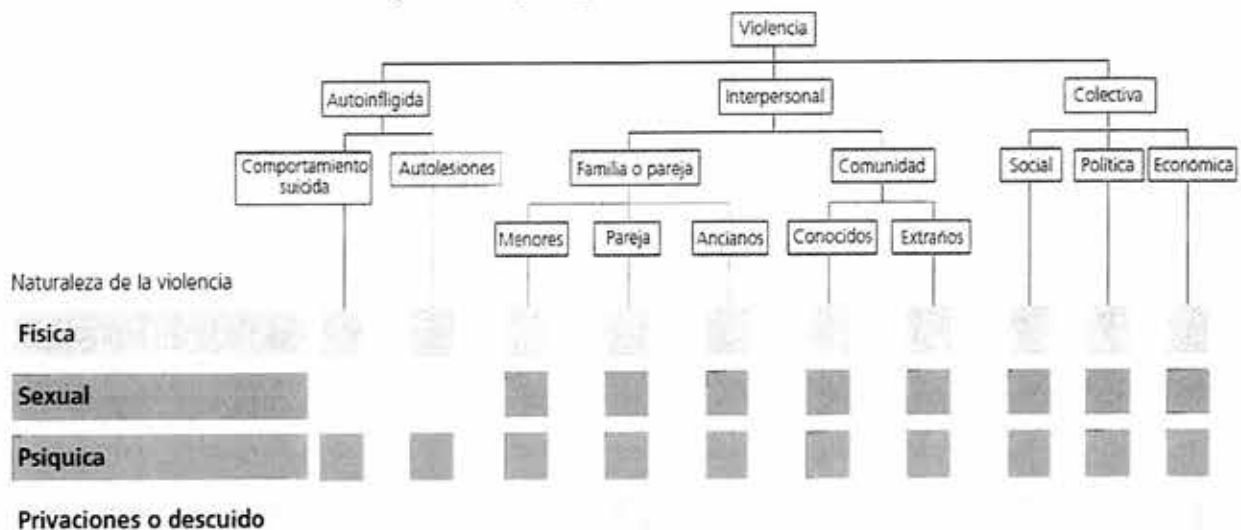 Violencia
Autoinfligida
Interpersonal
Colectiva
Comportamiento
suicida
Autolesiones
Familia o pareja
Comunidad
Social
Política
Económica
Menores
Pareja
Ancianos
Conocidos
Extraños
Naturaleza de la violencia
Física
Sexual
Psiquica
Privaciones o descuido